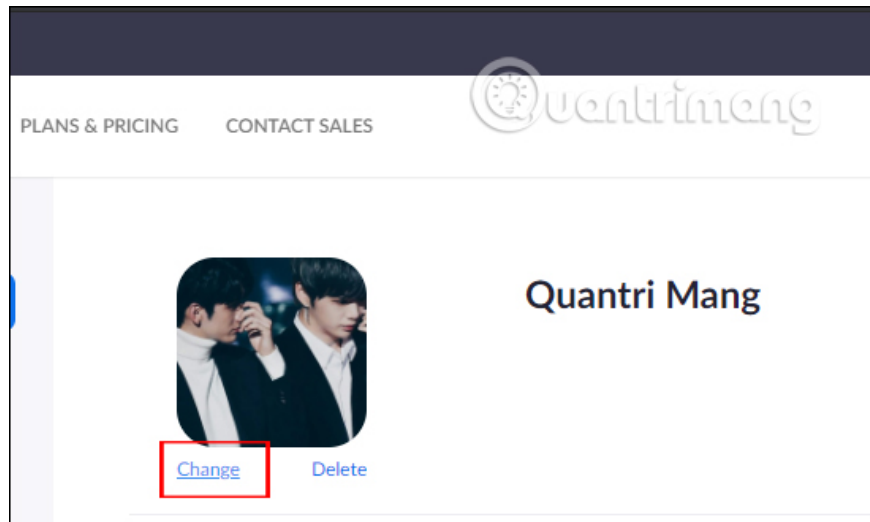 Quantrimang
PLANS & PRICING CONTACT SALES
Quantri Mang
Change Delete